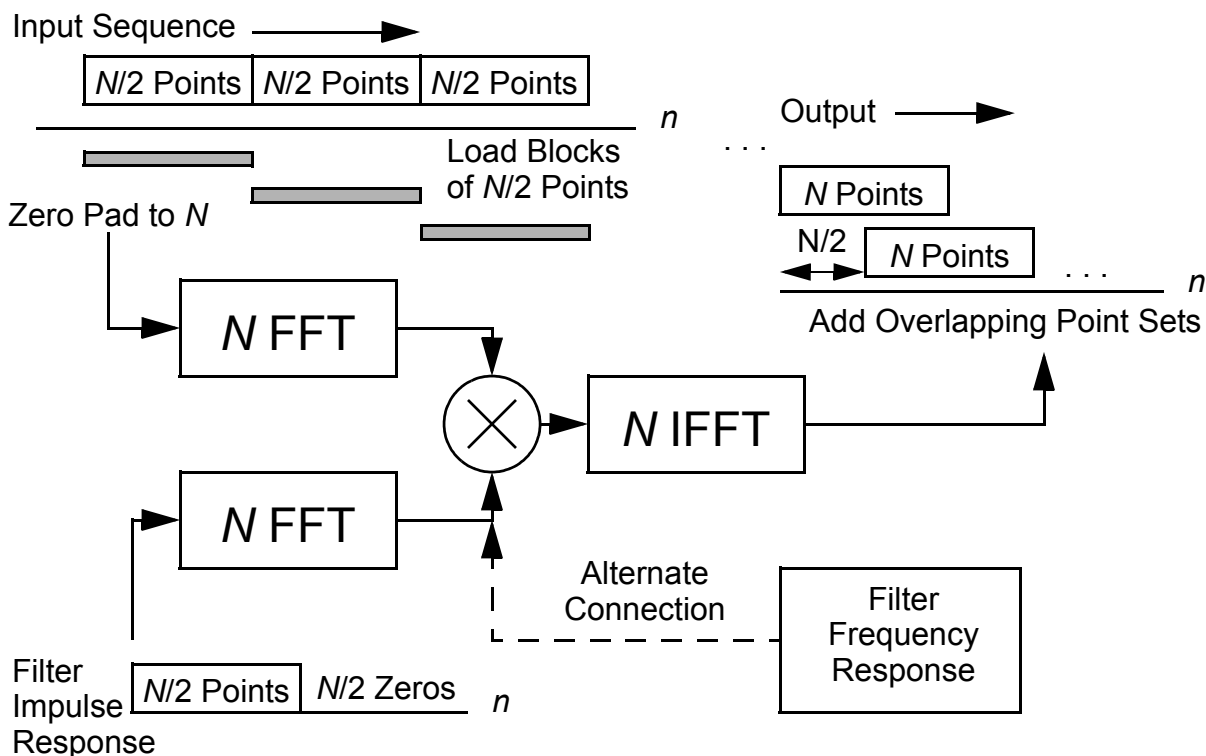 Input Sequence
N/2 Points N/2 Points N/2 Points
n
Load Blocks
of N/2 Points
Zero Pad to N
Output
. . .
N Points
N/2
N Points
. . .
n
Add Overlapping Point Sets
N FFT
N IFFT
N FFT
Alternate
Connection
Filter
Frequency
Response
Filter
Impulse
Response
N/2 Points N/2 Zeros
n